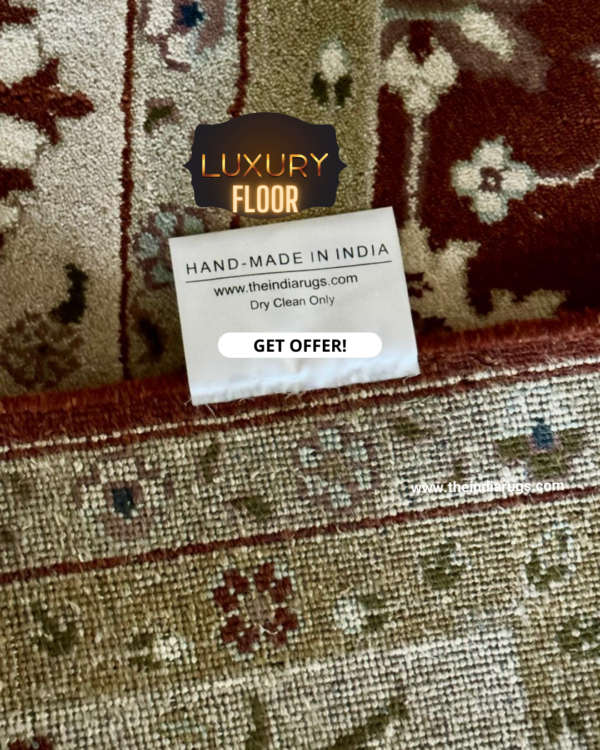 LUXURY
FLOOR
HAND-MADE IN INDIA
www.theindiarugs.com
Dry Clean Only
GET OFFER!
www.theindiarugs.com